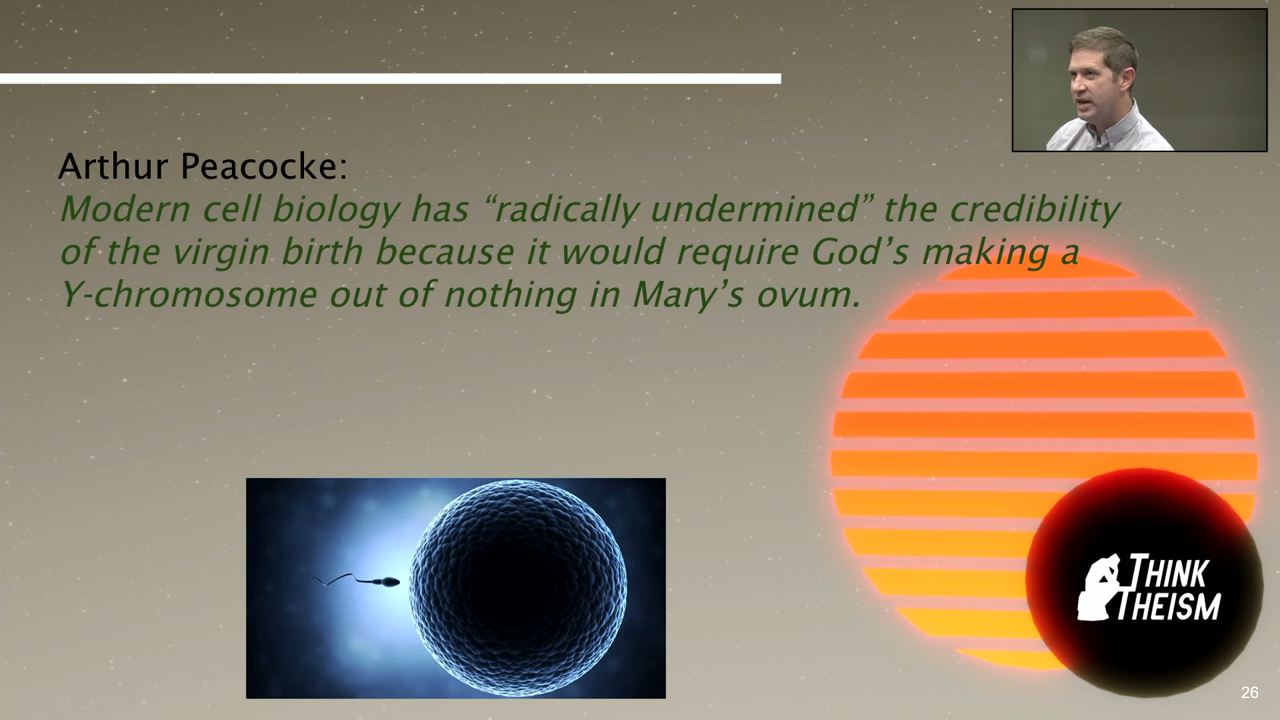 Arthur Peacocke:
Modern cell biology has “radically undermined” the credibility
of the virgin birth because it would require God’s making a
Y-chromosome out of nothing in Mary’s ovum.
THINK
THEISM
26